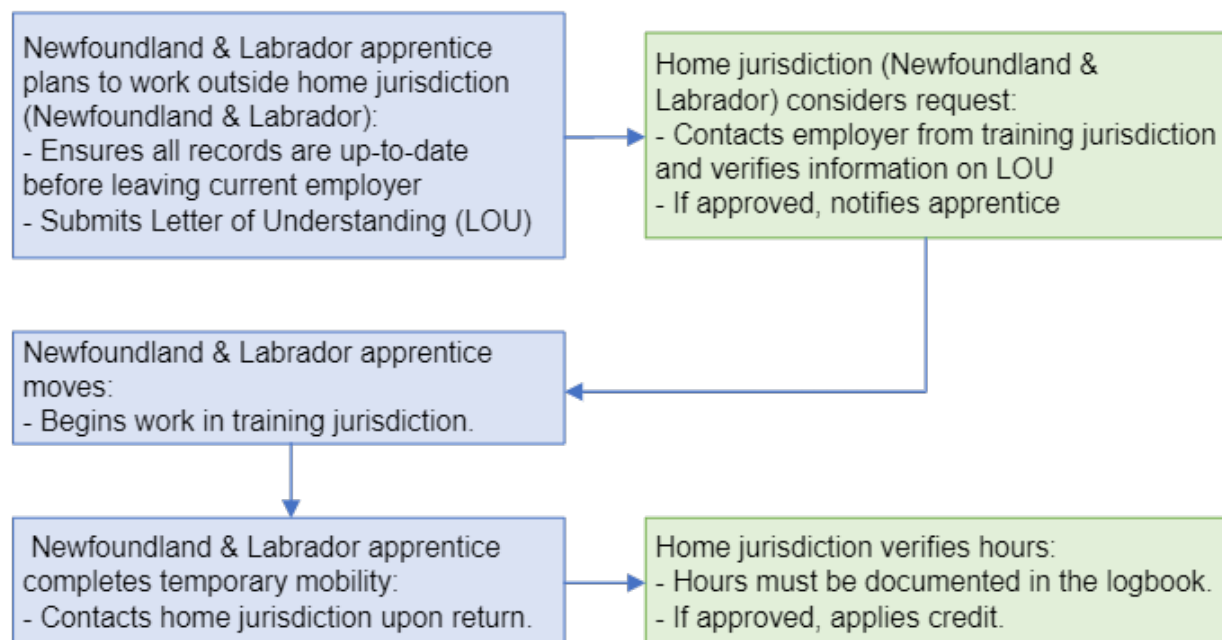 Newfoundland & Labrador apprentice
plans to work outside home jurisdiction
(Newfoundland & Labrador):
- Ensures all records are up-to-date
before leaving current employer
- Submits Letter of Understanding (LOU)
Home jurisdiction (Newfoundland &
Labrador) considers request:
- Contacts employer from training jurisdiction
and verifies information on LOU
- If approved, notifies apprentice
Newfoundland & Labrador apprentice
moves:
- Begins work in training jurisdiction.
Newfoundland & Labrador apprentice
completes temporary mobility:
- Contacts home jurisdiction upon return.
Home jurisdiction verifies hours:
- Hours must be documented in the logbook.
- If approved, applies credit.